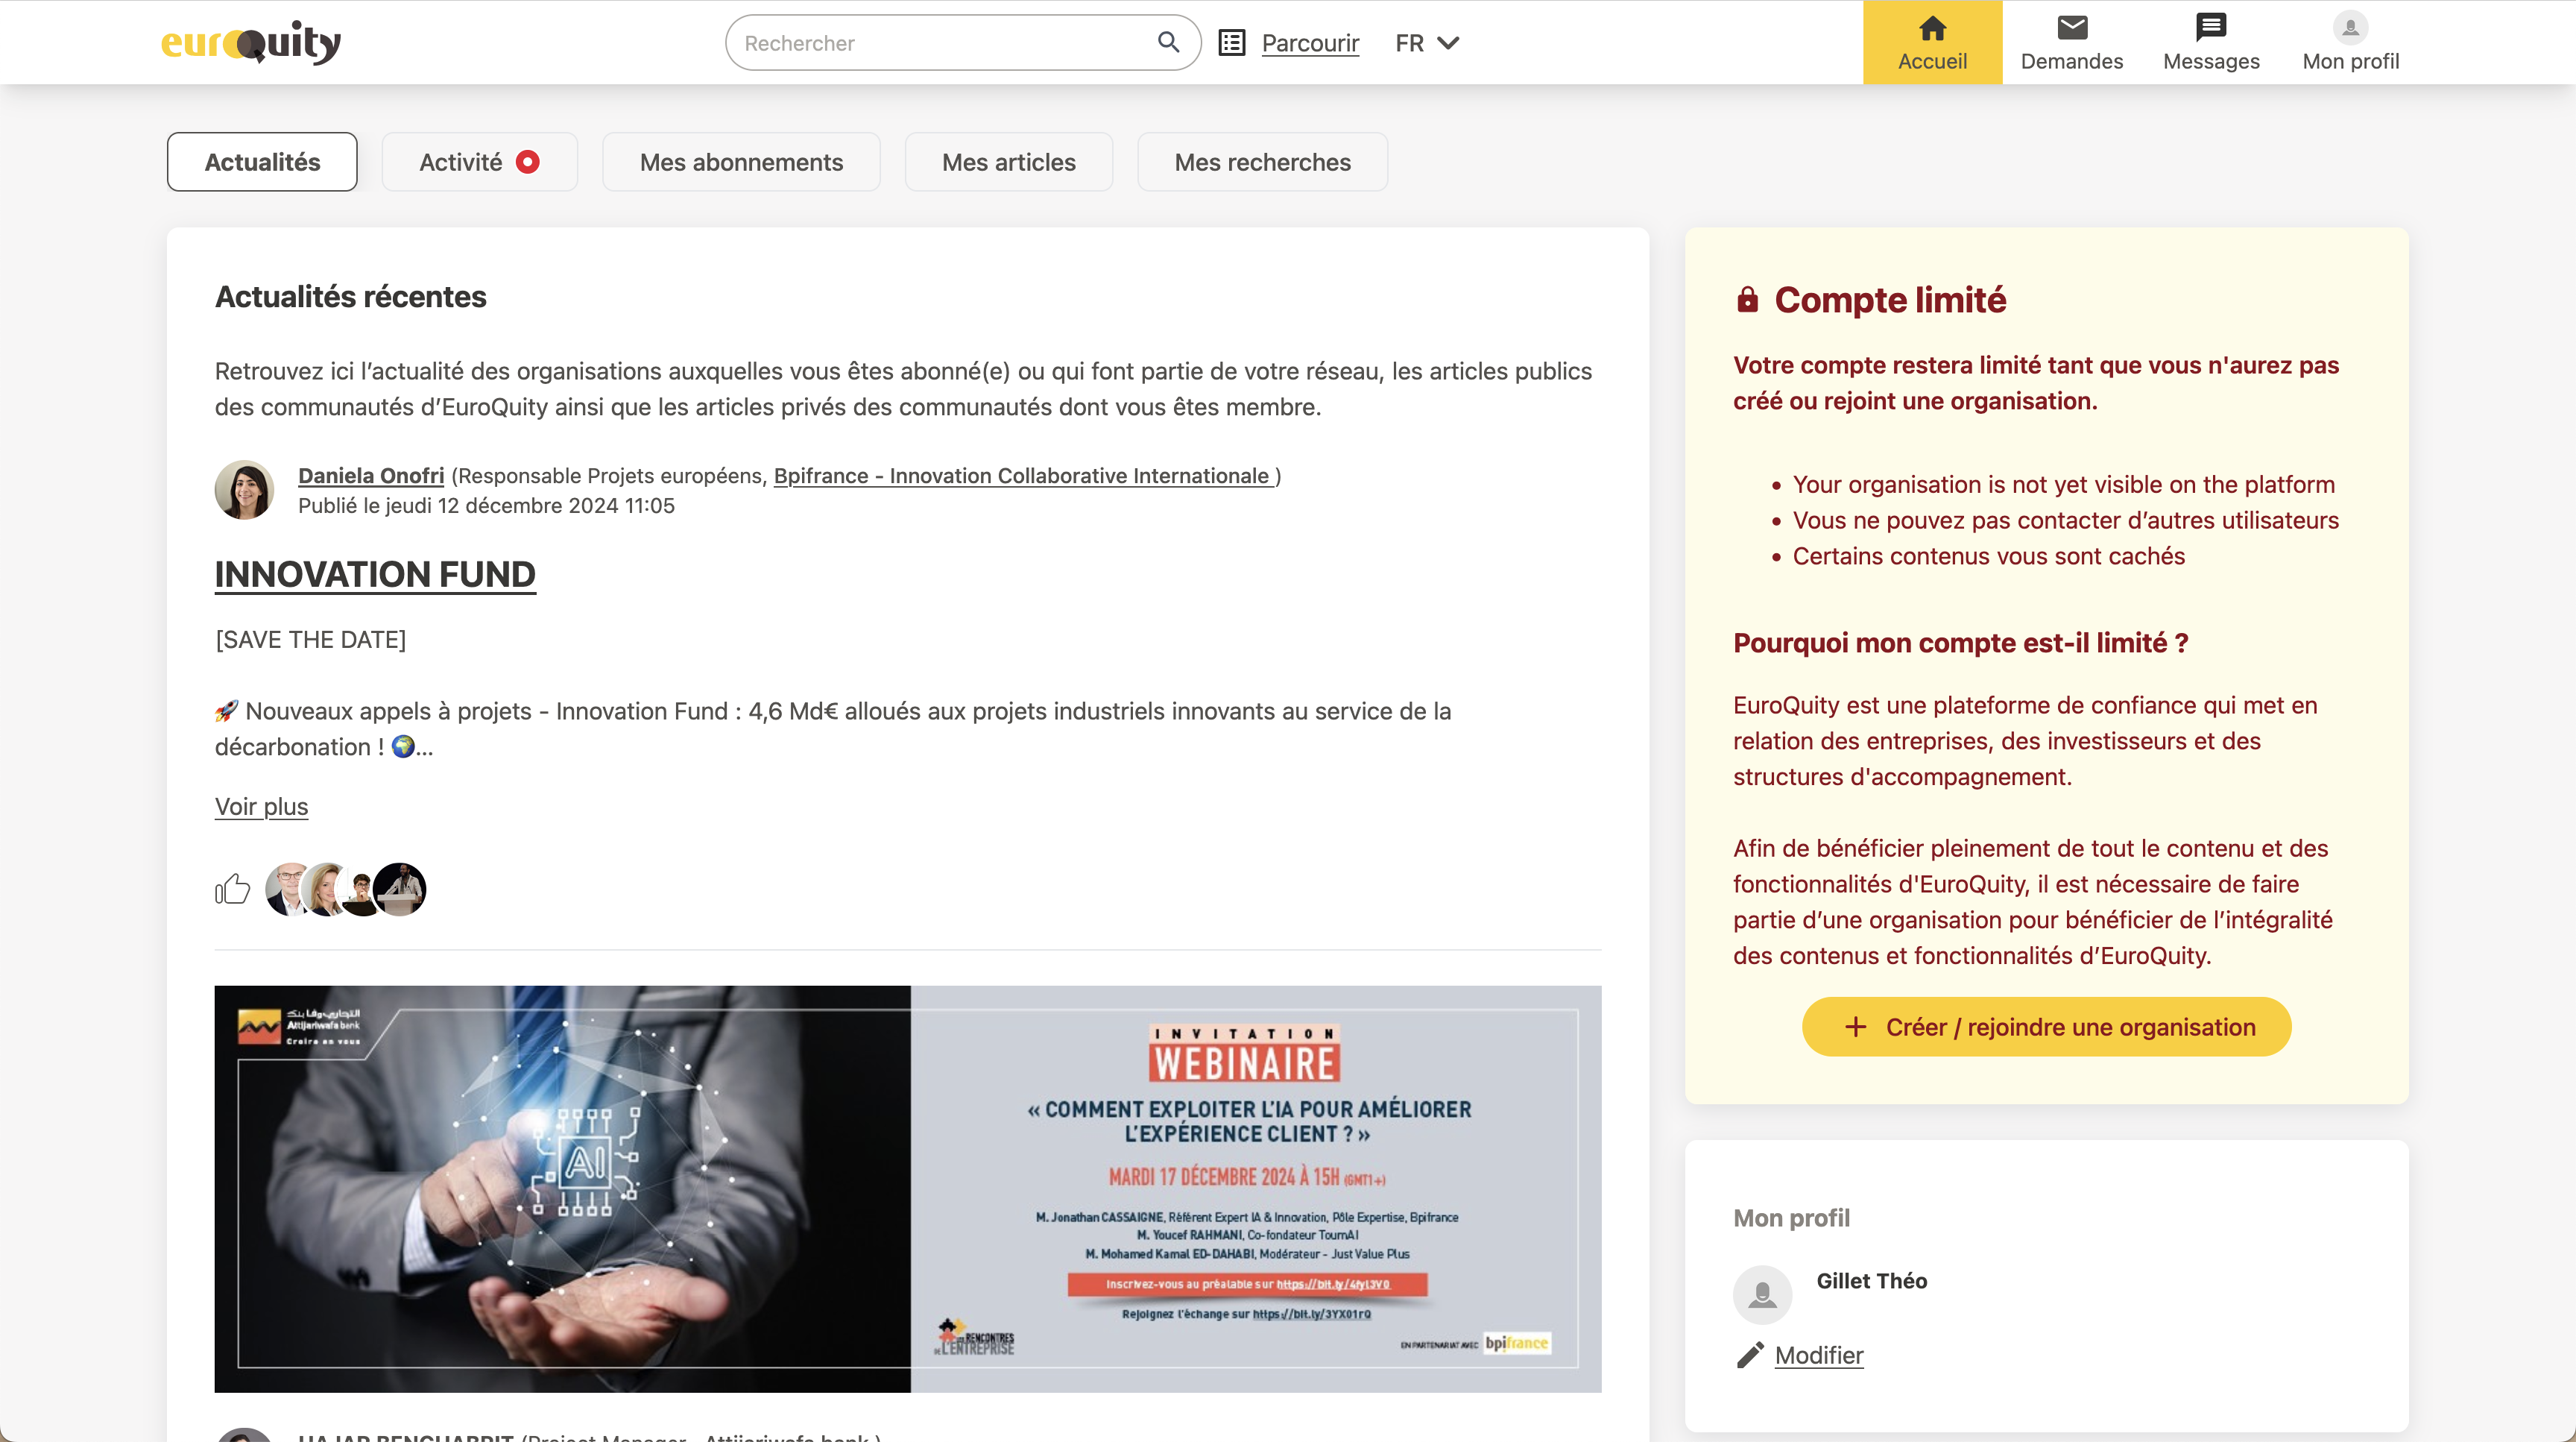 euroQuity
Rechercher
Parcourir
FR
Accueil
Demandes
Messages
Mon profil
Actualités
Activité
Mes abonnements
Mes articles
Mes recherches
Actualités récentes
Retrouvez ici l’actualité des organisations auxquelles vous êtes abonné(e) ou qui font partie de votre réseau, les articles publics
des communautés d’EuroQuity ainsi que les articles privés des communautés dont vous êtes membre.
Daniela Onofri (Responsable Projets européens, Bpifrance - Innovation Collaborative Internationale )
Publié le jeudi 12 décembre 2024 11:05
INNOVATION FUND
[SAVE THE DATE]
🚀 Nouveaux appels à projets - Innovation Fund : 4,6 Md€ alloués aux projets industriels innovants au service de la
décarbonation ! 🌍...
Voir plus
التجاري وفا بنك
Attijariwafa bank
Croire en vous
AI
INVITATION
WEBINAIRE
« COMMENT EXPLOITER L’IA POUR AMÉLIORER
L’EXPÉRIENCE CLIENT ? »
MARDI 17 DÉCEMBRE 2024 À 15H (GMT1+)
M. Jonathan CASSAIGNE, Référent Expert IA & Innovation, Pôle Expertise, Bpifrance
M. Youcef RAHMANI, Co-fondateur TournAI
M. Mohamed Kamal ED-DAHABI, Modérateur - Just Value Plus
Inscrivez-vous au préalable sur
Rejoignez l’échange sur https://bit.ly/3YX01rQ
LES RENCONTRES
DE L’ENTREPRISE
EN PARTENARIAT AVEC bpifrance
HAJAR BENCHABRIT (Project Manager, Attijariwafa bank )
Compte limité
Votre compte restera limité tant que vous n'aurez pas
créé ou rejoint une organisation.
• Your organisation is not yet visible on the platform
• Vous ne pouvez pas contacter d’autres utilisateurs
• Certains contenus vous sont cachés
Pourquoi mon compte est-il limité ?
EuroQuity est une plateforme de confiance qui met en
relation des entreprises, des investisseurs et des
structures d'accompagnement.
Afin de bénéficier pleinement de tout le contenu et des
fonctionnalités d'EuroQuity, il est nécessaire de faire
partie d’une organisation pour bénéficier de l’intégralité
des contenus et fonctionnalités d’EuroQuity.
+ Créer / rejoindre une organisation
Mon profil
Gillet Théo
Modifier